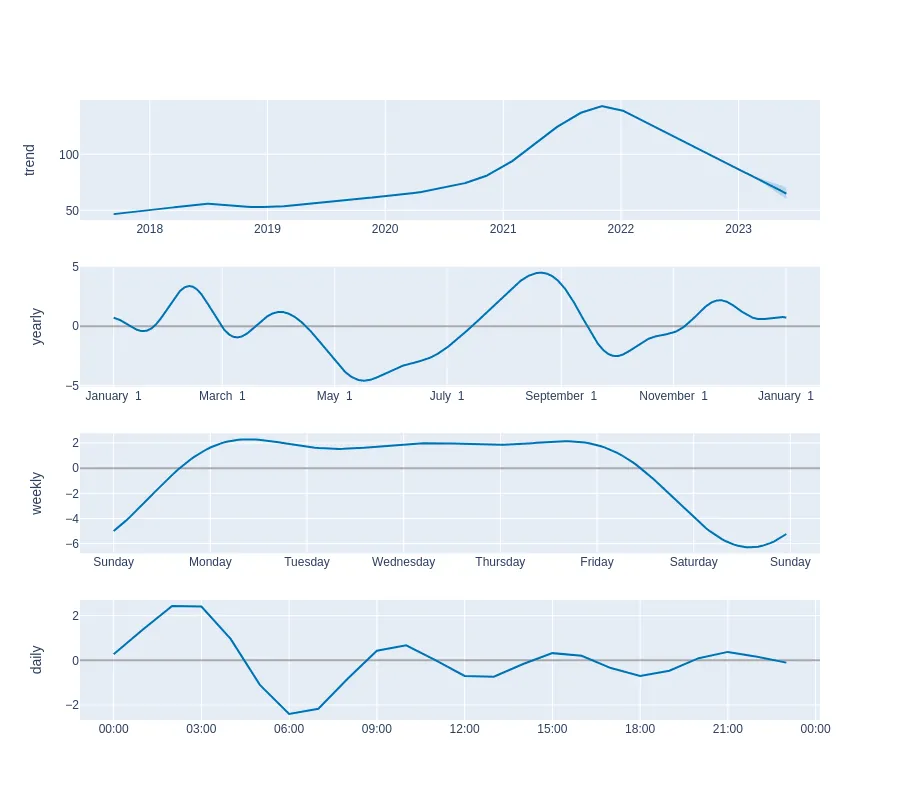 trend
100
50
2018 2019 2020 2021 2022 2023
yearly
5
0
−5
January 1 March 1 May 1 July 1 September 1 November 1 January 1
weekly
2
0
−2
−4
−6
Sunday Monday Tuesday Wednesday Thursday Friday Saturday Sunday
daily
2
0
−2
00:00 03:00 06:00 09:00 12:00 15:00 18:00 21:00 00:00